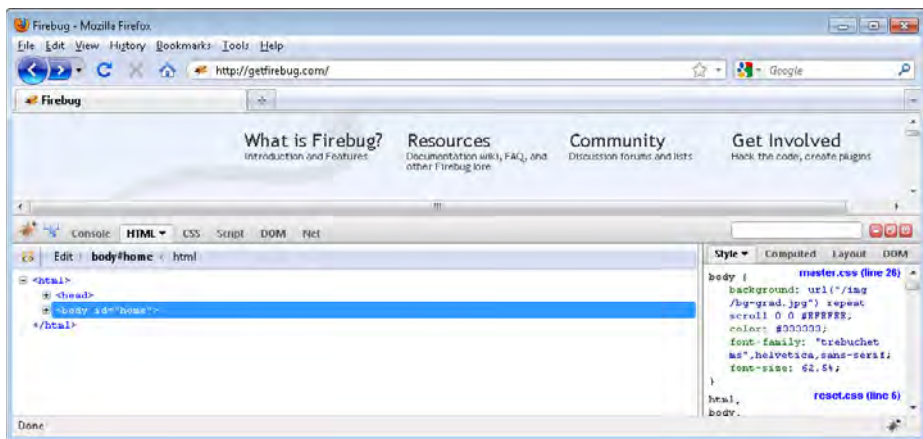 Firebug - Mozilla Firefox
File Edit View History Bookmarks Tools Help
http://getfirebug.com/
Google
Firebug
What is Firebug? Resources Community Get Involved
Introduction and Features Documentation wiki, FAQ, and Discussion forums and lists Hack the code, create plugins
other Firebug lore
Console HTML CSS Script DOM Net
Edit body#home < html
Style Computed Layout DOM
<html>
<head>
<body id="home">
</html>
body { master.css (line 26)
background: url("/img
/bg-grad.jpg") repeat
scroll 0 0 #EFEFEE;
color: #333333;
font-family: "trebuchet
ms",helvetica,sans-serif;
font-size: 62.5%;
}
html, reset.css (line 6)
body,
Done